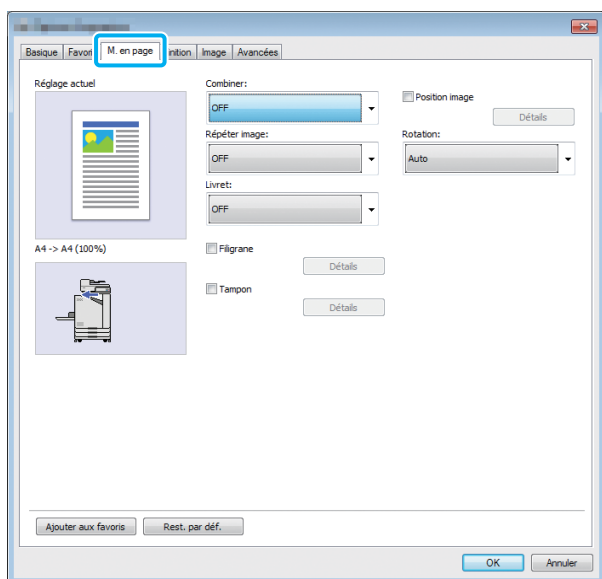 Basique Favori M. en page inition Image Avancées
Réglage actuel
Combiner:
OFF
Position image
Détails
Répéter image:
OFF
Rotation:
Auto
Livret:
OFF
A4 -> A4 (100%)
Filigrane
Détails
Tampon
Détails
Ajouter aux favoris Rest. par déf.
OK Annuler